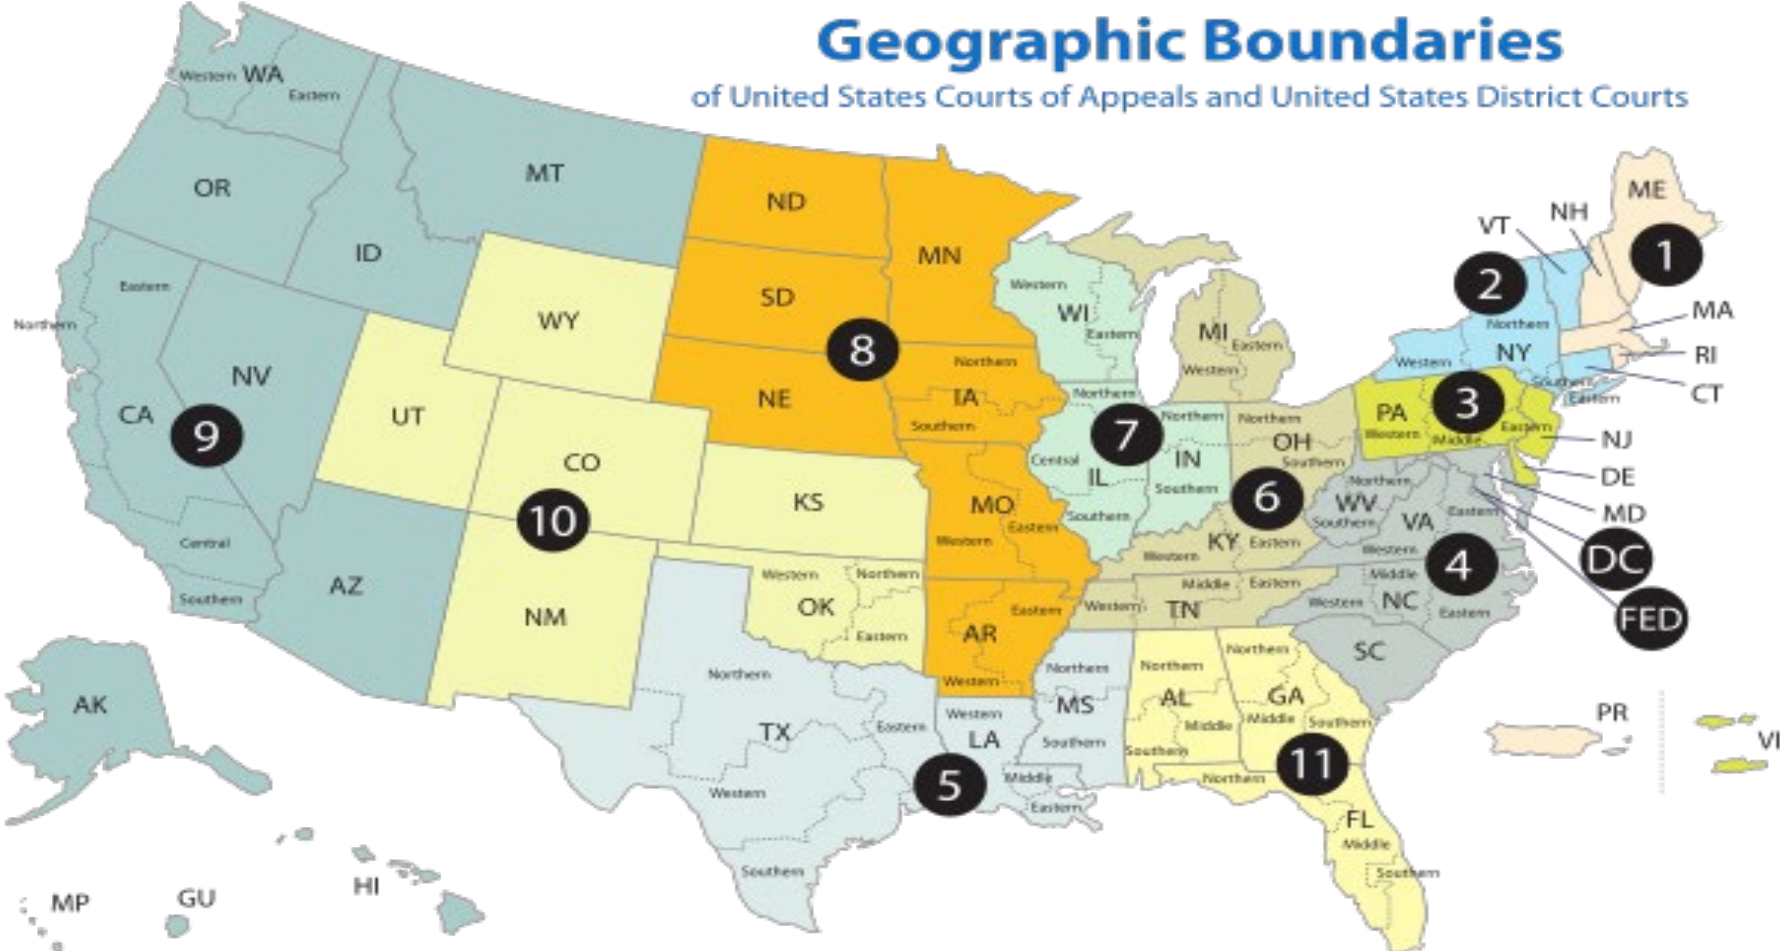 Geographic Boundaries
of United States Courts of Appeals and United States District Courts
Western WA
Eastern
OR
MT
ID
ND
MN
SD
8
NE
Northern
IA
Southern
WY
Eastern
Northern
NV
CA
9
Central
Southern
UT
CO
10
KS
AZ
NM
Western
Northern
OK
Eastern
MO
Eastern
Western
Eastern
AR
Western
Western
WI
Eastern
MI
Eastern
Western
Northern
7
Central
IL
Southern
Northern
IN
Southern
Northern
OH
Southern
6
KY
Western
Eastern
Middle
Eastern
Western
TN
ME
1
NH
VT
2
Northern
Western
NY
Southern
Eastern
MA
RI
CT
PA
3
Western
Middle
Eastern
NJ
DE
MD
DC
FED
Northern
WV
Southern
VA
Eastern
Western
4
Middle
Western
NC
Eastern
SC
Northern
TX
Eastern
Western
Southern
Western
LA
5
Middle
Eastern
Northern
MS
Southern
Northern
AL
Middle
Southern
Northern
GA
Middle
Southern
11
Northern
FL
Middle
Southern
PR
VI
AK
HI
MP
GU